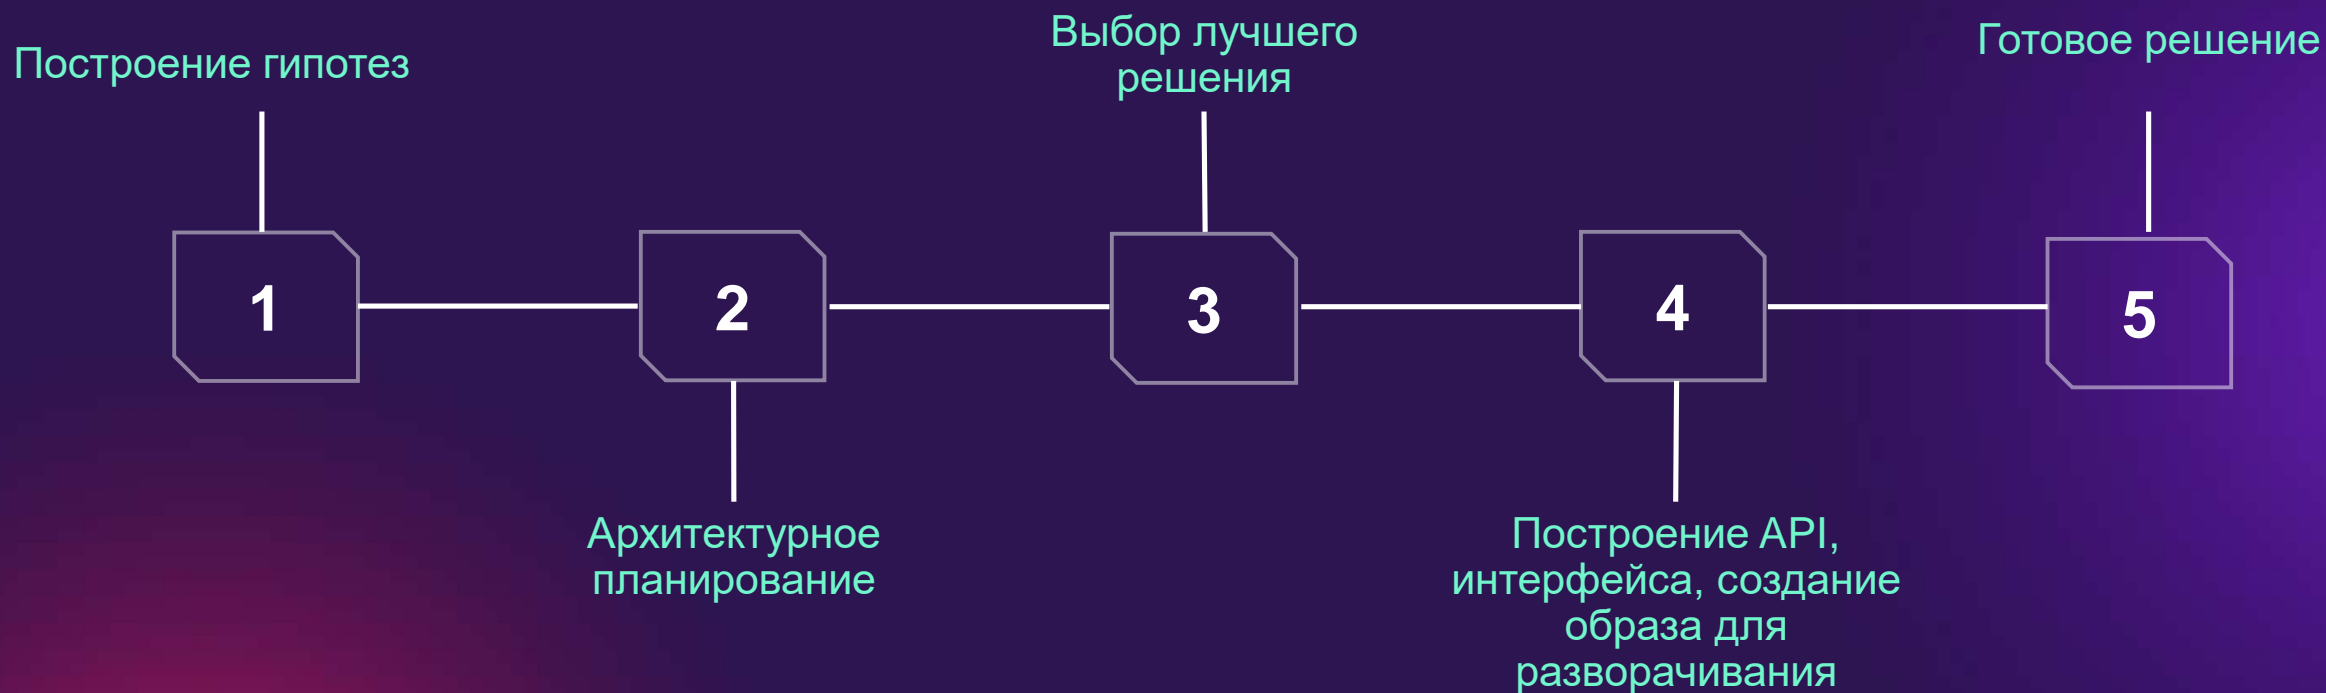 Построение гипотез
1
2
Архитектурное
планирование
Выбор лучшего
решения
3
4
Построение API,
интерфейса, создание
образа для
разворачивания
Готовое решение
5